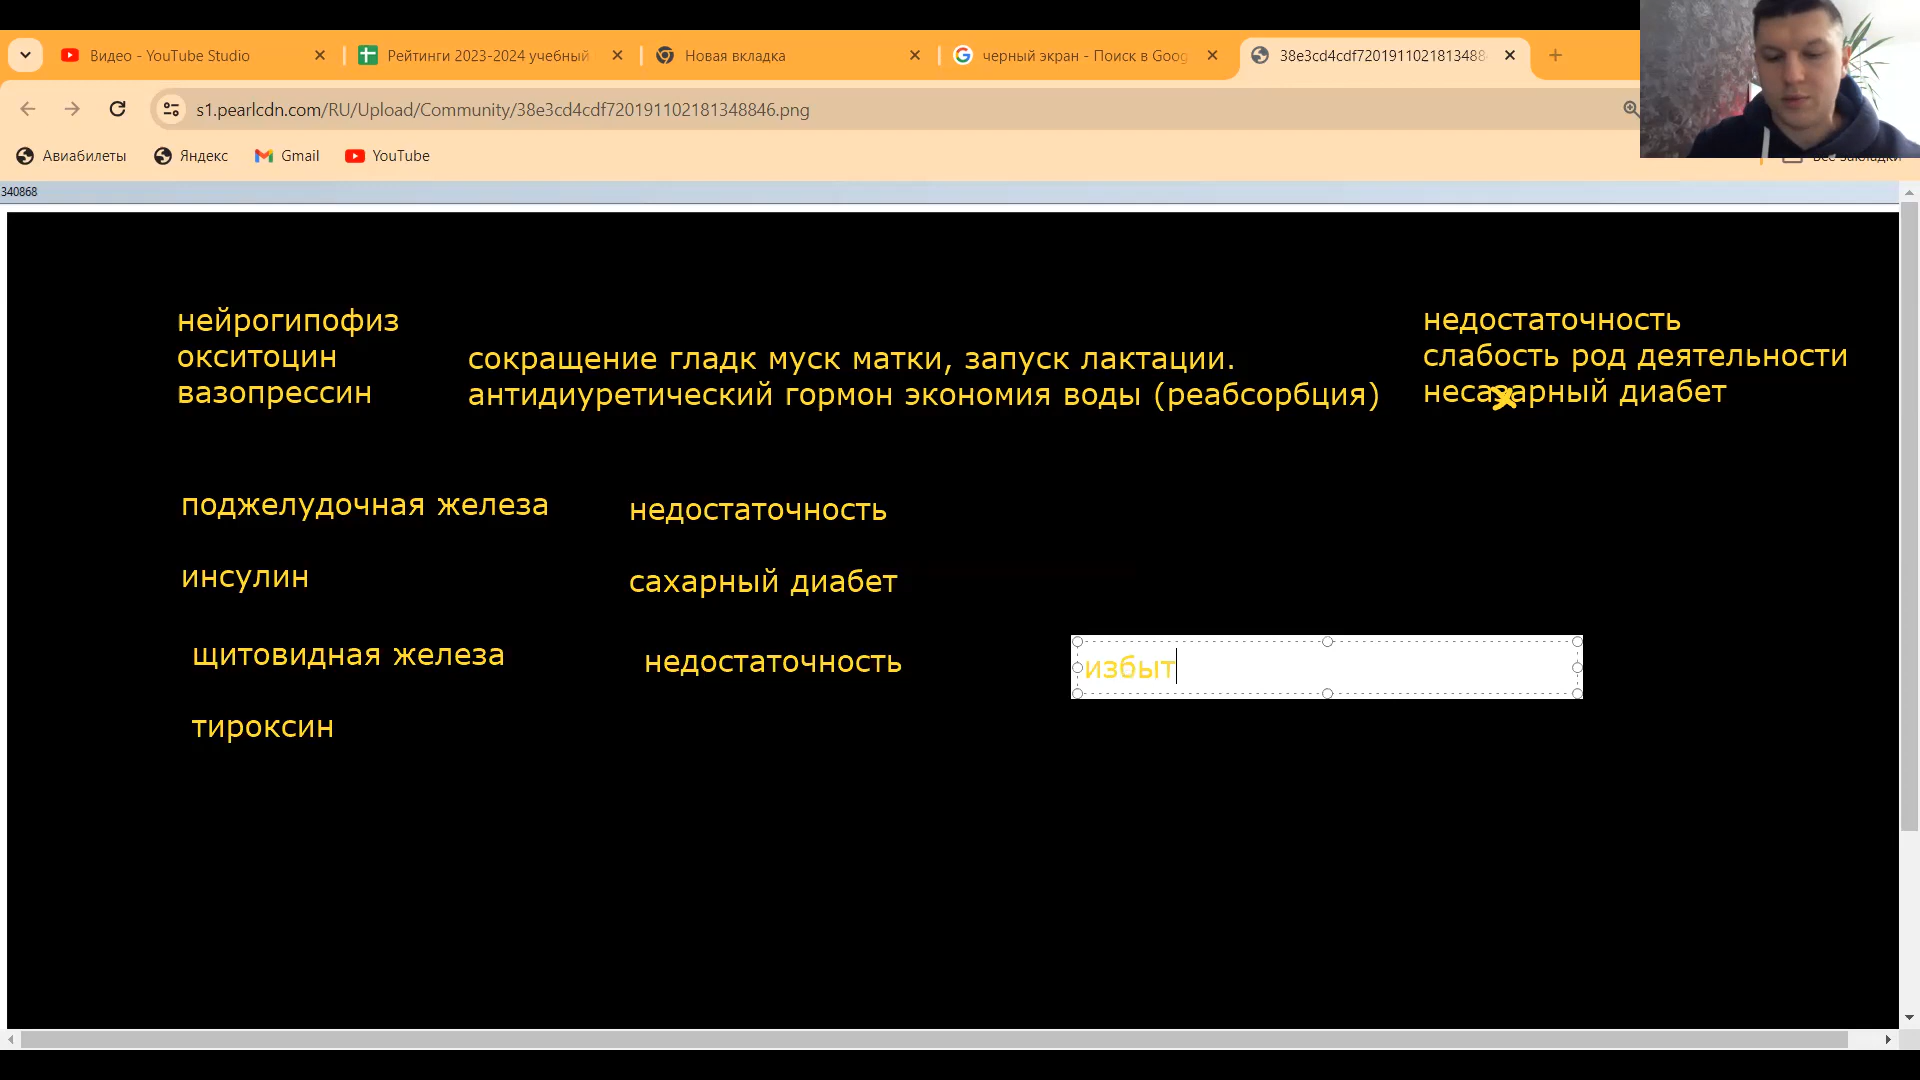 Видео - YouTube Studio
Рейтинги 2023-2024 учебный
Новая вкладка
черный экран - Поиск в Goog
38e3cd4cdf7201911021813488
s1.pearlcdn.com/RU/Upload/Community/38e3cd4cdf720191102181348846.png
Авиабилеты
Яндекс
Gmail
YouTube
Все закладки
340868
нейрогипофиз
окситоцин
вазопрессин
сокращение гладк муск матки, запуск лактации.
антидиуретический гормон экономия воды (реабсорбция)
недостаточность
слабость род деятельности
несахарный диабет
поджелудочная железа
недостаточность
инсулин
сахарный диабет
щитовидная железа
недостаточность
избыт
тироксин